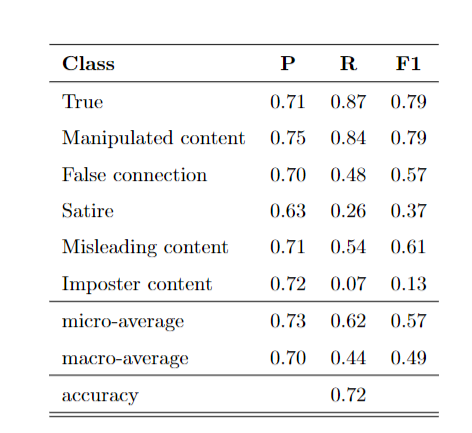 Class P R F1
True 0.71 0.87 0.79
Manipulated content 0.75 0.84 0.79
False connection 0.70 0.48 0.57
Satire 0.63 0.26 0.37
Misleading content 0.71 0.54 0.61
Imposter content 0.72 0.07 0.13
micro-average 0.73 0.62 0.57
macro-average 0.70 0.44 0.49
accuracy 0.72